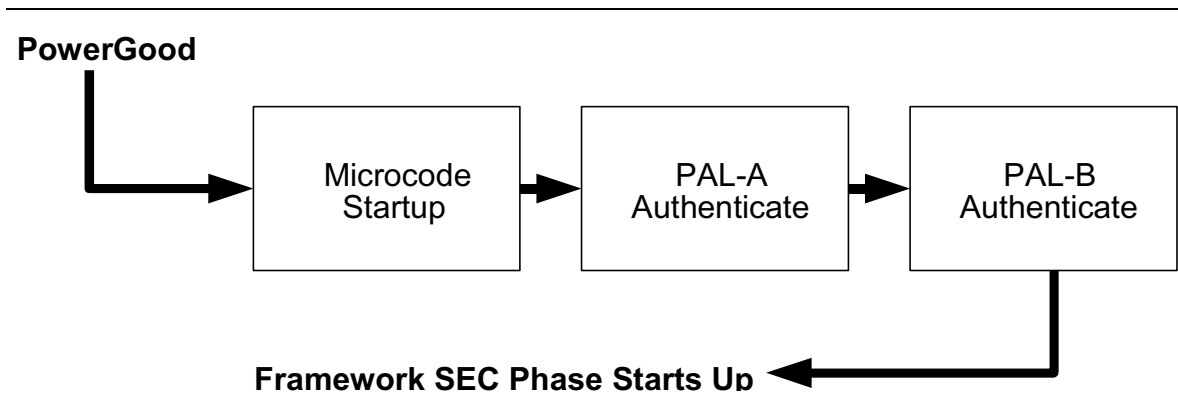 PowerGood
Microcode
Startup
PAL-A
Authenticate
PAL-B
Authenticate
Framework SEC Phase Starts Up